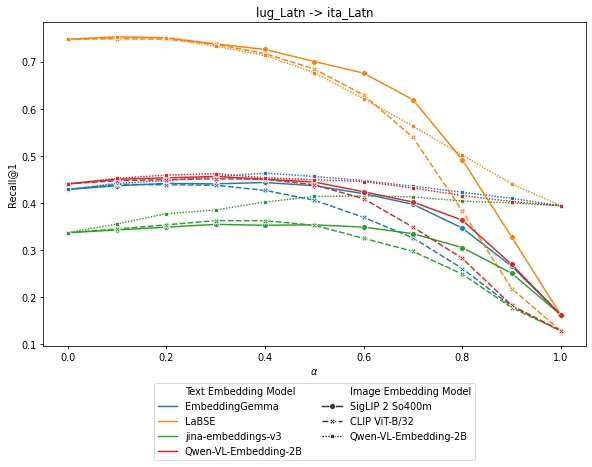 lug_Latn -> ita_Latn
Recall@1
0.7
0.6
0.5
0.4
0.3
0.2
0.1
0.0 0.2 0.4 0.6 0.8 1.0
α
Text Embedding Model Image Embedding Model
EmbeddingGemma SigLIP 2 So400m
LaBSE CLIP ViT-B/32
jina-embeddings-v3 Qwen-VL-Embedding-2B
Qwen-VL-Embedding-2B